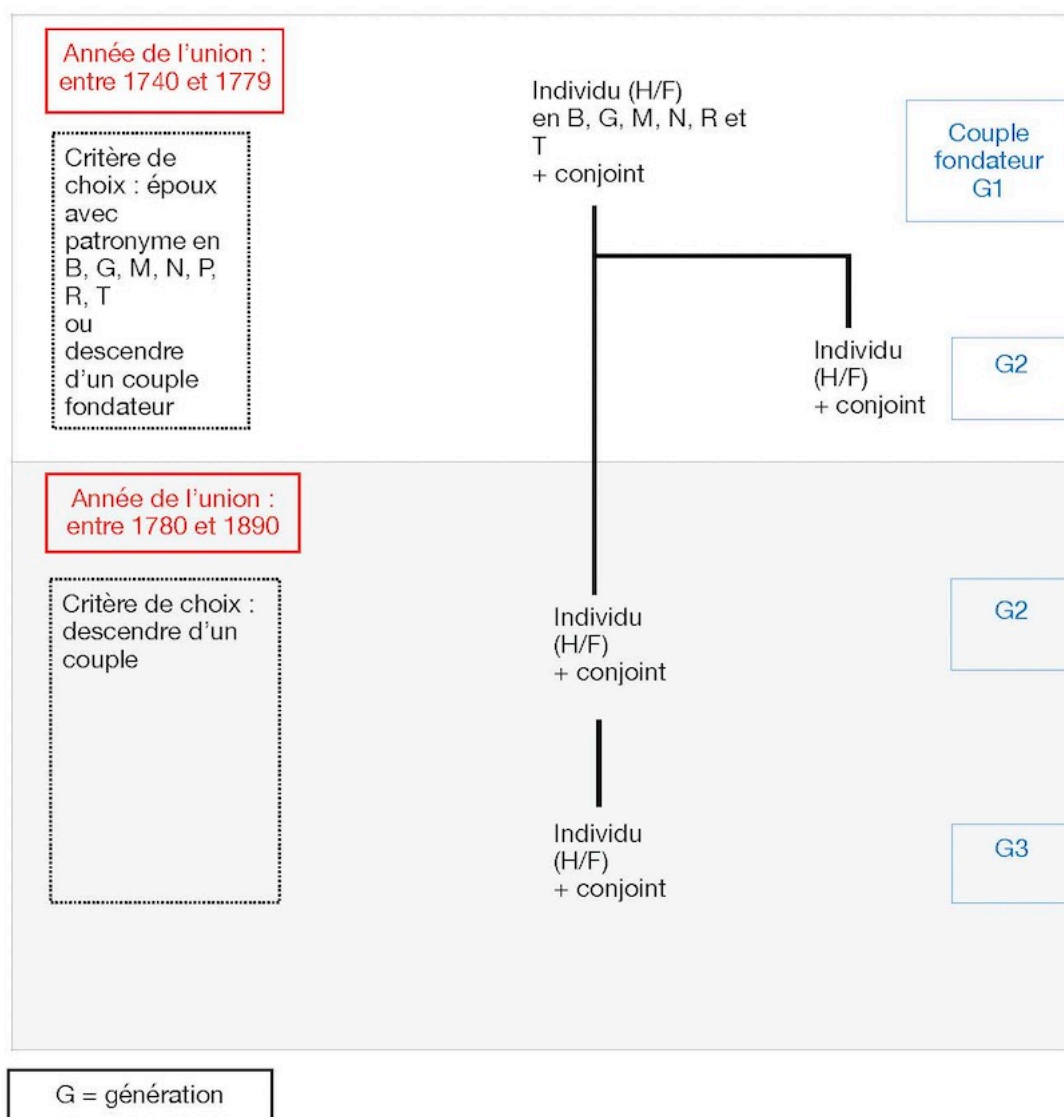 Année de l’union :
entre 1740 et 1779
Critère de
choix : époux
avec
patronyme en
B, G, M, N, P,
R, T
ou
descendre
d’un couple
fondateur
Individu (H/F)
en B, G, M, N, R et
T
+ conjoint
Couple
fondateur
G1
Individu
(H/F)
+ conjoint
G2
Année de l’union :
entre 1780 et 1890
Critère de choix :
descendre d’un
couple
Individu
(H/F)
+ conjoint
G2
Individu
(H/F)
+ conjoint
G3
G = génération